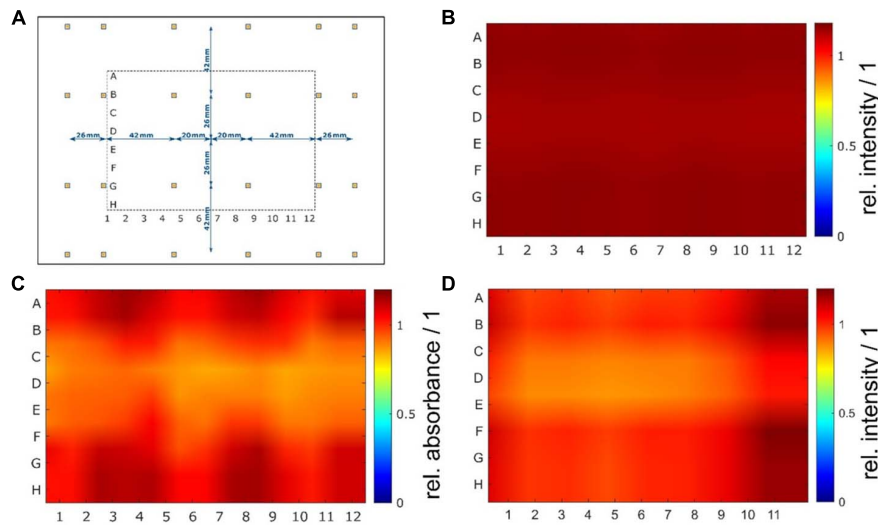 A
42mm
26mm
26mm 42mm 20mm 20mm 42mm 26mm
26mm
42mm
A
B
C
D
E
F
G
H
1 2 3 4 5 6 7 8 9 10 11 12
B
A
B
C
D
E
F
G
H
1 2 3 4 5 6 7 8 9 10 11 12
1
0.5
0
rel. intensity / 1
C
A
B
C
D
E
F
G
H
1 2 3 4 5 6 7 8 9 10 11 12
1
0.5
0
rel. absorbance / 1
D
A
B
C
D
E
F
G
H
1 2 3 4 5 6 7 8 9 10 11
1
0.5
0
rel. intensity / 1